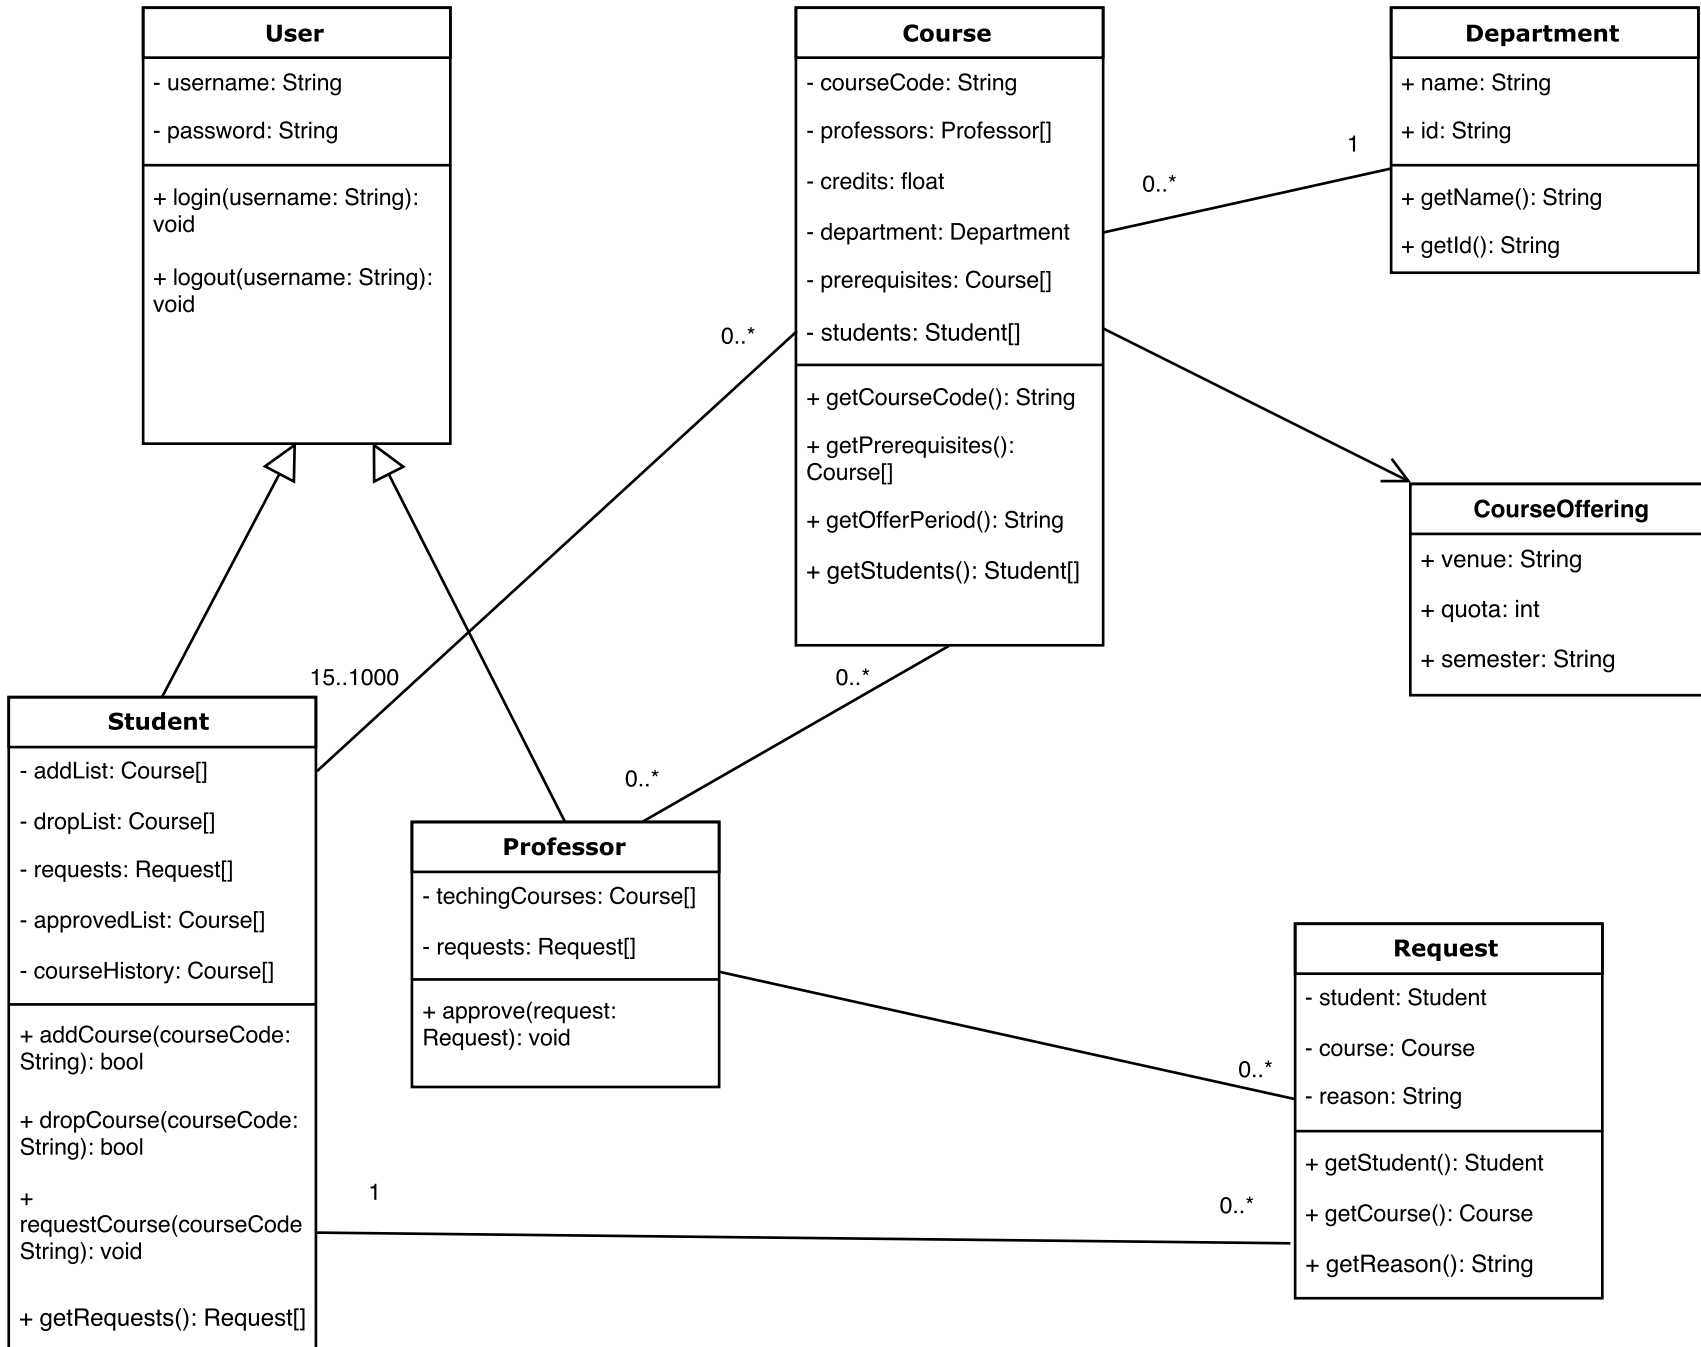 User
- username: String
- password: String
+ login(username: String):
void
+ logout(username: String):
void
Course
- courseCode: String
- professors: Professor[]
- credits: float
- department: Department
- prerequisites: Course[]
- students: Student[]
+ getCourseCode(): String
+ getPrerequisites():
Course[]
+ getOfferPeriod(): String
+ getStudents(): Student[]
Department
+ name: String
+ id: String
+ getName(): String
+ getId(): String
1
0..*
0..*
15..1000
0..*
0..*
CourseOffering
+ venue: String
+ quota: int
+ semester: String
Student
- addList: Course[]
- dropList: Course[]
- requests: Request[]
- approvedList: Course[]
- courseHistory: Course[]
+ addCourse(courseCode:
String): bool
+ dropCourse(courseCode:
String): bool
+
requestCourse(courseCode
String): void
+ getRequests(): Request[]
Professor
- techingCourses: Course[]
- requests: Request[]
+ approve(request:
Request): void
0..*
1
0..*
Request
- student: Student
- course: Course
- reason: String
+ getStudent(): Student
+ getCourse(): Course
+ getReason(): String